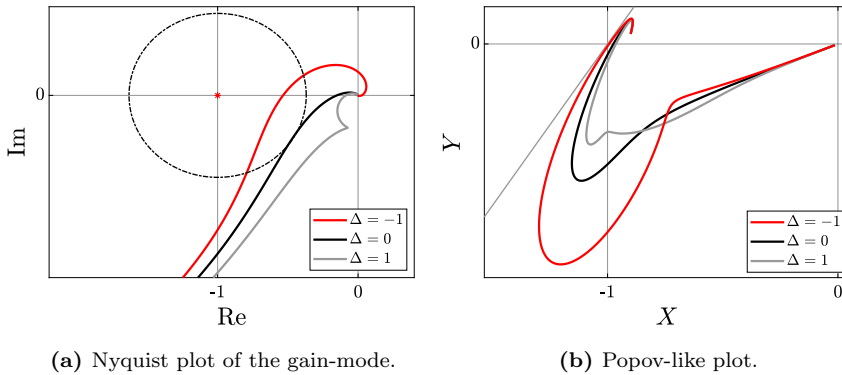 0
Im
-1
0
Re
Δ = −1
Δ = 0
Δ = 1
(a) Nyquist plot of the gain-mode.
0
Y
-1
0
X
Δ = −1
Δ = 0
Δ = 1
(b) Popov-like plot.